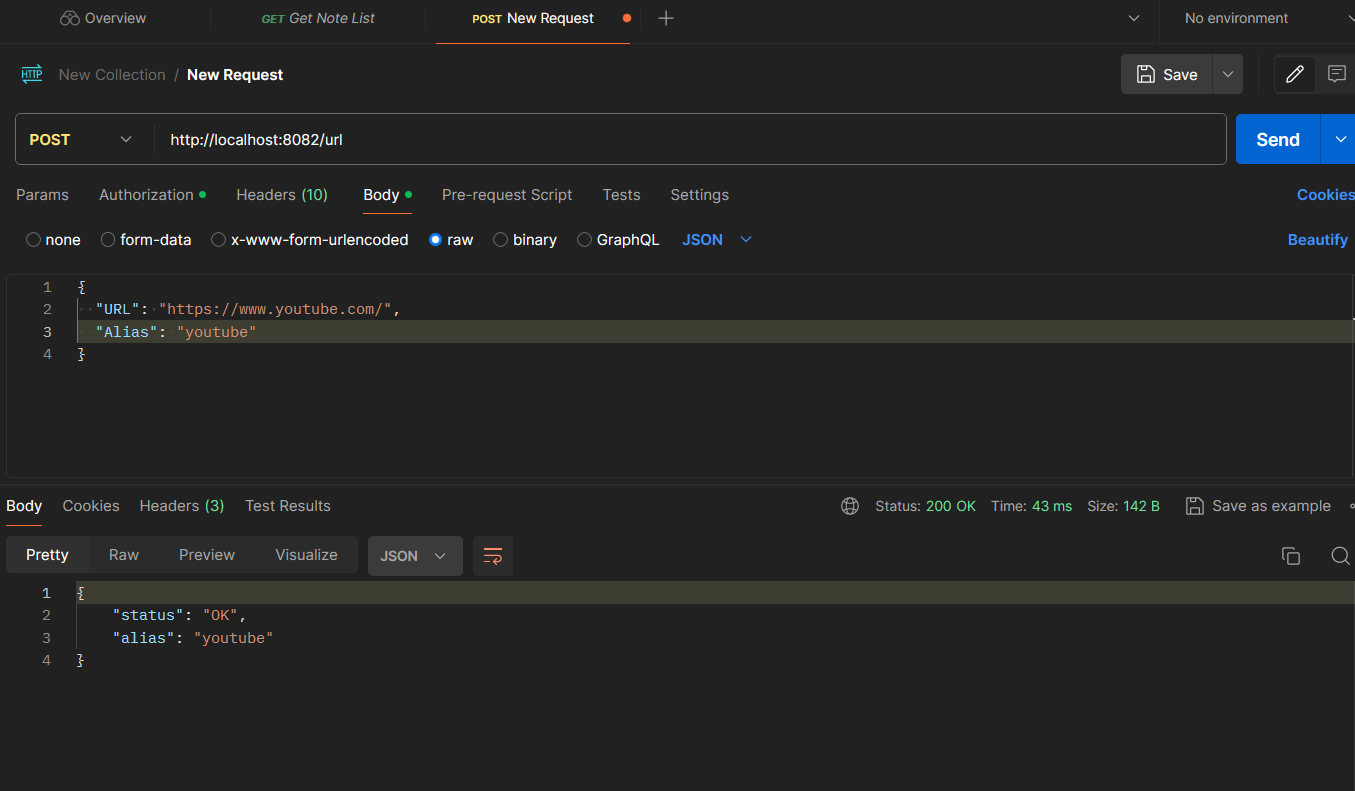 Overview GET Get Note List POST New Request No environment
HTTP New Collection / New Request Save
POST http://localhost:8082/url Send
Params Authorization Headers (10) Body Pre-request Script Tests Settings Cookies
none form-data x-www-form-urlencoded raw binary GraphQL JSON Beautify
1 {
2 "URL": "https://www.youtube.com/",
3 "Alias": "youtube"
4 }
Body Cookies Headers (3) Test Results Status: 200 OK Time: 43 ms Size: 142 B Save as example
Pretty Raw Preview Visualize JSON
1 {
2 "status": "OK",
3 "alias": "youtube"
4 }